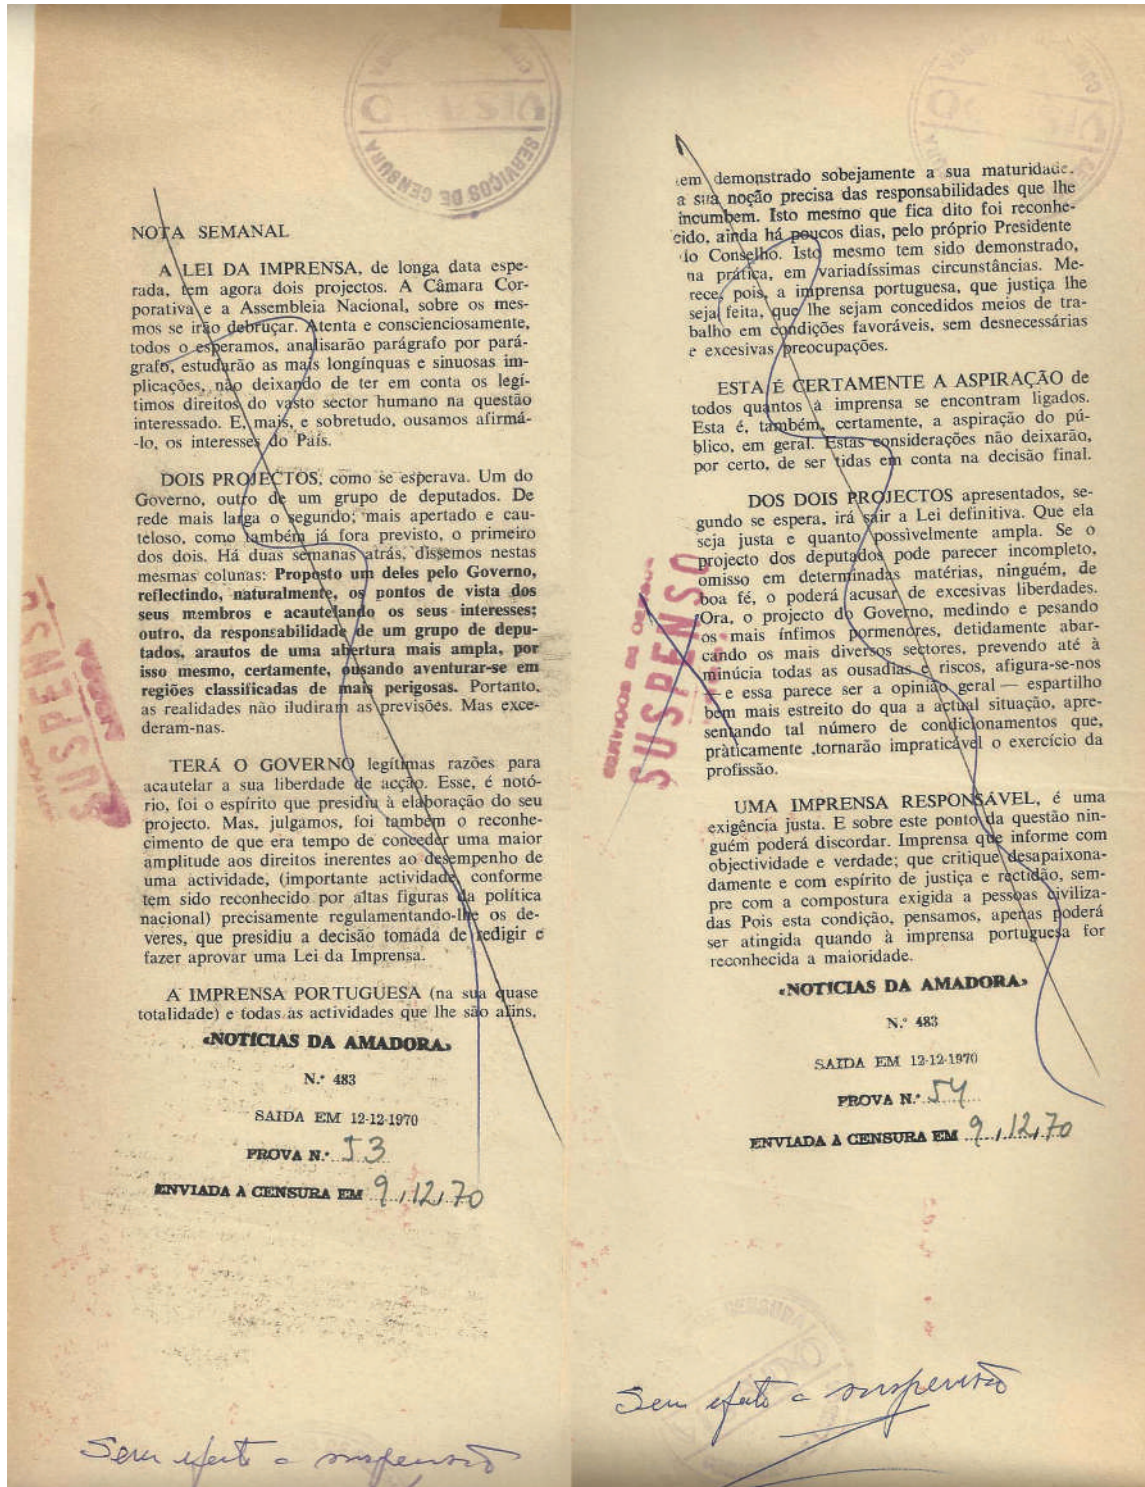 SERVIÇOS DE CENSURA
NOTA SEMANAL
A LEI DA IMPRENSA, de longa data espe-
rada, tem agora dois projectos. A Câmara Cor-
porativa e a Assembleia Nacional, sobre os mes-
mos se irão debruçar. Atenta e conscienciosamente,
todos o esperamos, analisarão parágrafo por pará-
grafo, estudarão as mais longínquas e sinuosas im-
plicações, não deixando de ter em conta os legí-
timos direitos do vasto sector humano na questão
interessado. E, mais, e sobretudo, ousamos afirmá-
-lo, os interesses do País.
DOIS PROJECTOS, como se esperava. Um do
Governo, outro de um grupo de deputados. De
rede mais larga o segundo; mais apertado e cau-
teloso, como também já fora previsto, o primeiro
dos dois. Há duas semanas atrás, dissemos nestas
mesmas colunas: Proposto um deles pelo Governo,
reflectindo, naturalmente, os pontos de vista dos
seus membros e acautelando os seus interesses;
outro, da responsabilidade de um grupo de depu-
tados, arautos de uma abertura mais ampla, por
isso mesmo, certamente, ousando aventurar-se em
regiões classificadas de mais perigosas. Portanto,
as realidades não iludiram as previsões. Mas exce-
deram-nas.
SUSPENSO
TERÁ O GOVERNO legítimas razões para
acautelar a sua liberdade de acção. Esse, é notó-
rio, foi o espírito que presidiu à elaboração do seu
projecto. Mas, julgamos, foi também o reconhe-
cimento de que era tempo de conceder uma maior
amplitude aos direitos inerentes ao desempenho de
uma actividade, (importante actividade, conforme
tem sido reconhecido por altas figuras da política
nacional) precisamente regulamentando-lhe os de-
veres, que presidiu a decisão tomada de redigir e
fazer aprovar uma Lei da Imprensa.
A IMPRENSA PORTUGUESA (na sua quase
totalidade) e todas as actividades que lhe são afins,
«NOTÍCIAS DA AMADORA»
N.º 483
SAIDA EM 12-12-1970
PROVA N.º 53
ENVIADA À CENSURA EM 9,12,70
Sem efeito a suspensão
em demonstrado sobejamente a sua maturidade,
a sua noção precisa das responsabilidades que lhe
incumbem. Isto mesmo que fica dito foi reconhe-
cido, ainda há poucos dias, pelo próprio Presidente
do Conselho. Isto mesmo tem sido demonstrado,
na prática, em variadíssimas circunstâncias. Me-
rece, pois, a imprensa portuguesa, que justiça lhe
seja feita, que lhe sejam concedidos meios de tra-
balho em condições favoráveis, sem desnecessárias
e excessivas preocupações.
ESTA É CERTAMENTE A ASPIRAÇÃO de
todos quantos à imprensa se encontram ligados.
Esta é, também, certamente, a aspiração do pú-
blico, em geral. Estas considerações não deixarão,
por certo, de ser tidas em conta na decisão final.
DOS DOIS PROJECTOS apresentados, se-
gundo se espera, irá sair a Lei definitiva. Que ela
seja justa e quanto possivelmente ampla. Se o
projecto dos deputados pode parecer incompleto,
omisso em determinadas matérias, ninguém, de
boa fé, o poderá acusar de excessivas liberdades.
Ora, o projecto do Governo, medindo e pesando
os mais ínfimos pormenores, detidamente abar-
cando os mais diversos sectores, prevendo até à
minúcia todas as ousadias e riscos, afigura-se-nos
— e essa parece ser a opinião geral — espartilho
bem mais estreito do qua a actual situação, apre-
sentando tal número de condicionamentos que,
pràticamente ,tornarão impraticável o exercício da
profissão.
SERVIÇOS DE CENSURA
SUSPENSO
UMA IMPRENSA RESPONSÁVEL, é uma
exigência justa. E sobre este ponto da questão nin-
guém poderá discordar. Imprensa que informe com
objectividade e verdade; que critique desapaixona-
damente e com espírito de justiça e rectidão, sem-
pre com a compostura exigida a pessoas civiliza-
das Pois esta condição, pensamos, apenas poderá
ser atingida quando à imprensa portuguesa for
reconhecida a maioridade.
«NOTÍCIAS DA AMADORA»
N.º 483
SAIDA EM 12-12-1970
PROVA N.º 54
ENVIADA À CENSURA EM 9,12,70
CENSURA
Sem efeito a suspensão